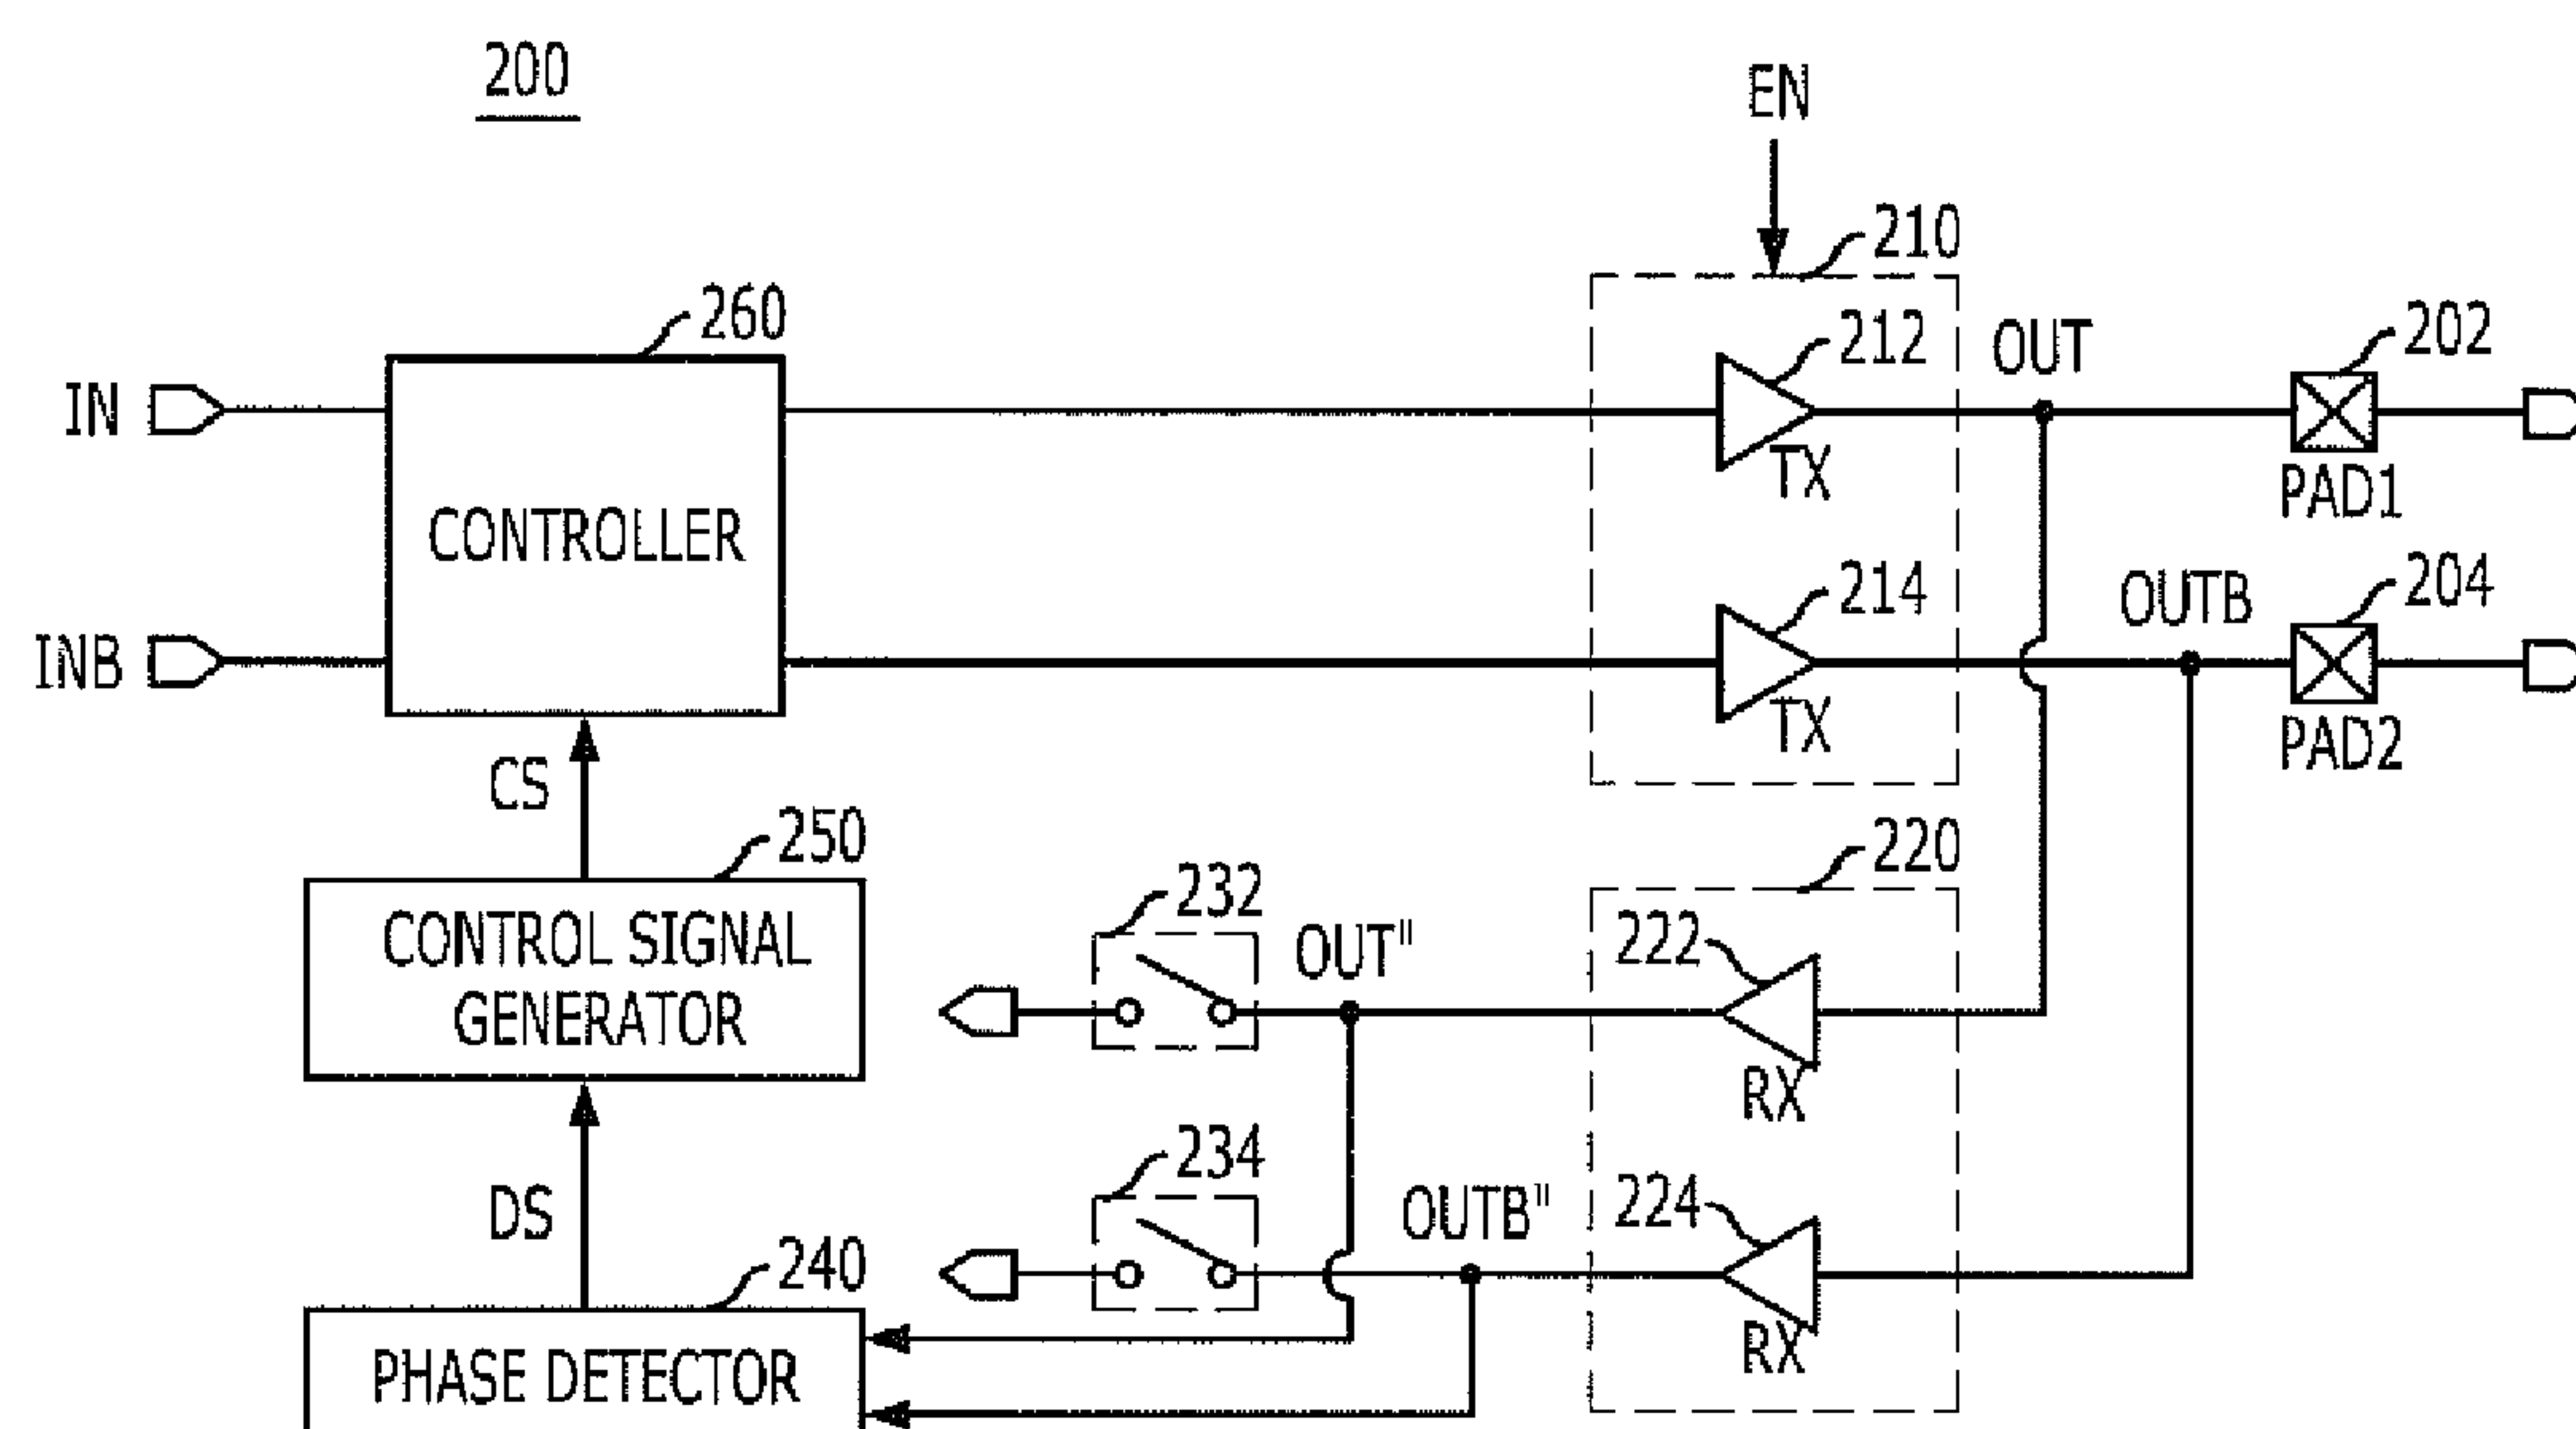 200
EN
210
260
212
OUT
202
IN
TX
PAD1
CONTROLLER
214
OUTB
204
INB
TX
PAD2
CS
250
220
CONTROL SIGNAL
GENERATOR
232
OUT"
222
RX
DS
234
OUTB"
224
240
RX
PHASE DETECTOR